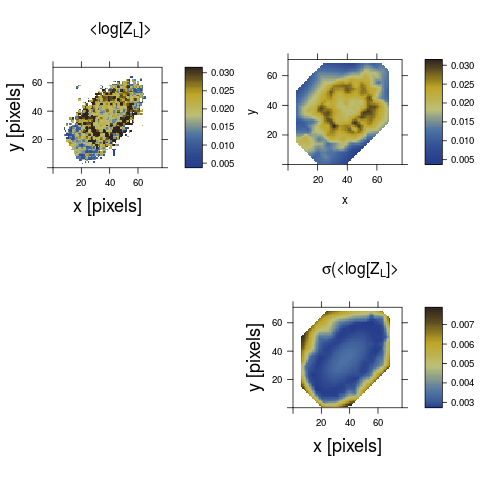 <log[Z_L]>
y [pixels]
60
40
20
20 40 60
x [pixels]
0.030
0.025
0.020
0.015
0.010
0.005
y
60
40
20
20 40 60
x
0.030
0.025
0.020
0.015
0.010
0.005
σ(<log[Z_L]>
y [pixels]
60
40
20
20 40 60
x [pixels]
0.007
0.006
0.005
0.004
0.003